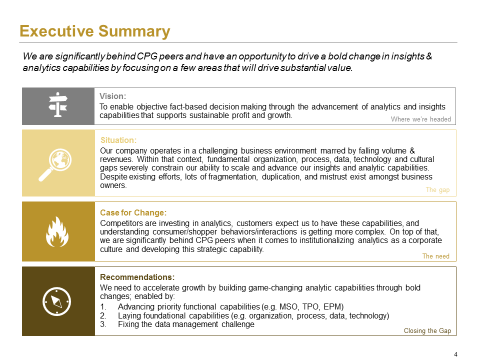 Executive Summary
We are significantly behind CPG peers and have an opportunity to drive a bold change in insights &
analytics capabilities by focusing on a few areas that will drive substantial value.
Vision:
To enable objective fact-based decision making through the advancement of analytics and insights
capabilities that supports sustainable profit and growth.
Where we're headed
Situation:
Our company operates in a challenging business environment marred by falling volume &
revenues. Within that context, fundamental organization, process, data, technology and cultural
gaps severely constrain our ability to scale and advance our insights and analytic capabilities.
Despite existing efforts, lots of fragmentation, duplication, and mistrust exist amongst business
owners.
The gap
Case for Change:
Competitors are investing in analytics, customers expect us to have these capabilities, and
understanding consumer/shopper behaviors/interactions is getting more complex. On top of that,
we are significantly behind CPG peers when it comes to institutionalizing analytics as a corporate
culture and developing this strategic capability.
The need
Recommendations:
We need to accelerate growth by building game-changing analytic capabilities through bold
changes; enabled by:
1. Advancing priority functional capabilities (e.g. MSO, TPO, EPM)
2. Laying foundational capabilities (e.g. organization, process, data, technology)
3. Fixing the data management challenge
Closing the Gap
4